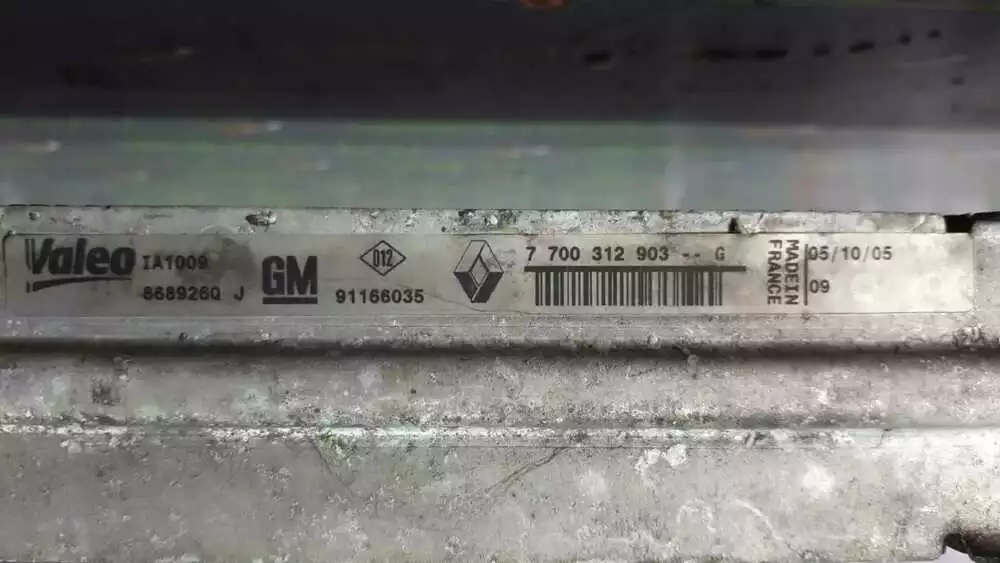 Valeo IA1009
868926Q J
GM
012
91166035
7 700 312 903 -- G
MADE IN
FRANCE
05/10/05
09